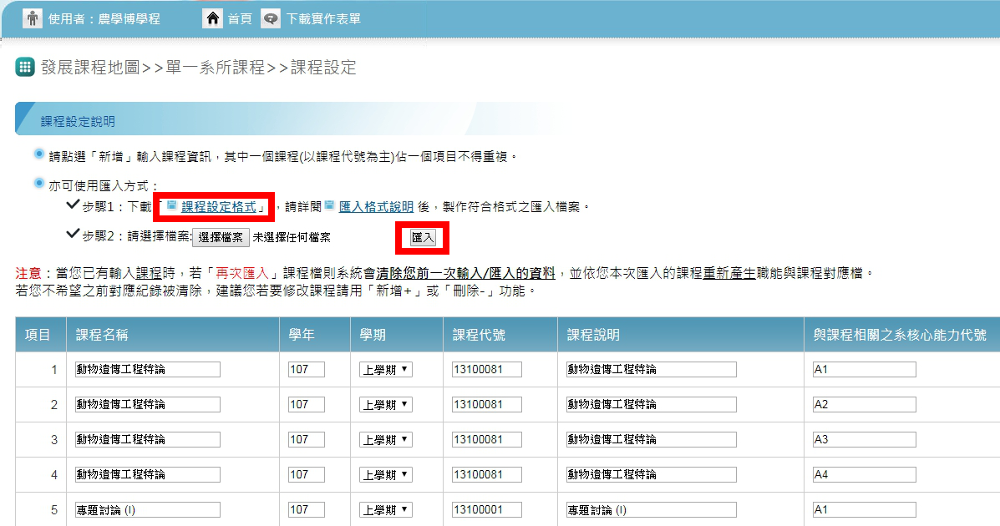 使用者：農學博學程 首頁 下載實作表單
發展課程地圖>>單一系所課程>>課程設定
課程設定說明
請點選「新增」輸入課程資訊，其中一個課程(以課程代號為主)佔一個項目不得重複。
亦可使用匯入方式：
步驟1：下載「課程設定格式」，請詳閱 匯入格式說明 後，製作符合格式之匯入檔案。
步驟2：請選擇檔案: 選擇檔案 未選擇任何檔案 匯入
注意：當您已有輸入課程時，若「再次匯入」課程檔則系統會清除您前一次輸入/匯入的資料，並依您本次匯入的課程重新產生職能與課程對應檔。
若您不希望之前對應紀錄被清除，建議您若要修改課程請用「新增+」或「刪除-」功能。
項目 課程名稱 學年 學期 課程代號 課程說明 與課程相關之系核心能力代號
1 動物遺傳工程特論 107 上學期 13100081 動物遺傳工程特論 A1
2 動物遺傳工程特論 107 上學期 13100081 動物遺傳工程特論 A2
3 動物遺傳工程特論 107 上學期 13100081 動物遺傳工程特論 A3
4 動物遺傳工程特論 107 上學期 13100081 動物遺傳工程特論 A4
5 專題討論 (I) 107 上學期 13100001 專題討論 (I) A1